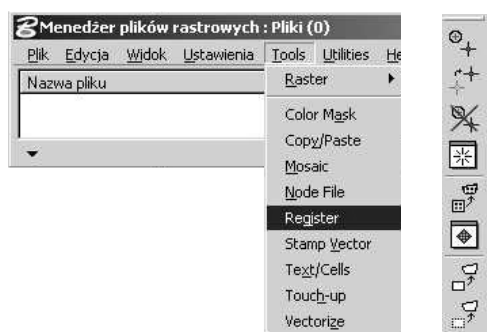 Menedżer plików rastrowych : Pliki (0)
Plik Edycja Widok Ustawienia Tools Utilities He
Nazwa pliku
Raster
Color Mask
Copy/Paste
Mosaic
Node File
Register
Stamp Vector
Text/Cells
Touch-up
Vectorize